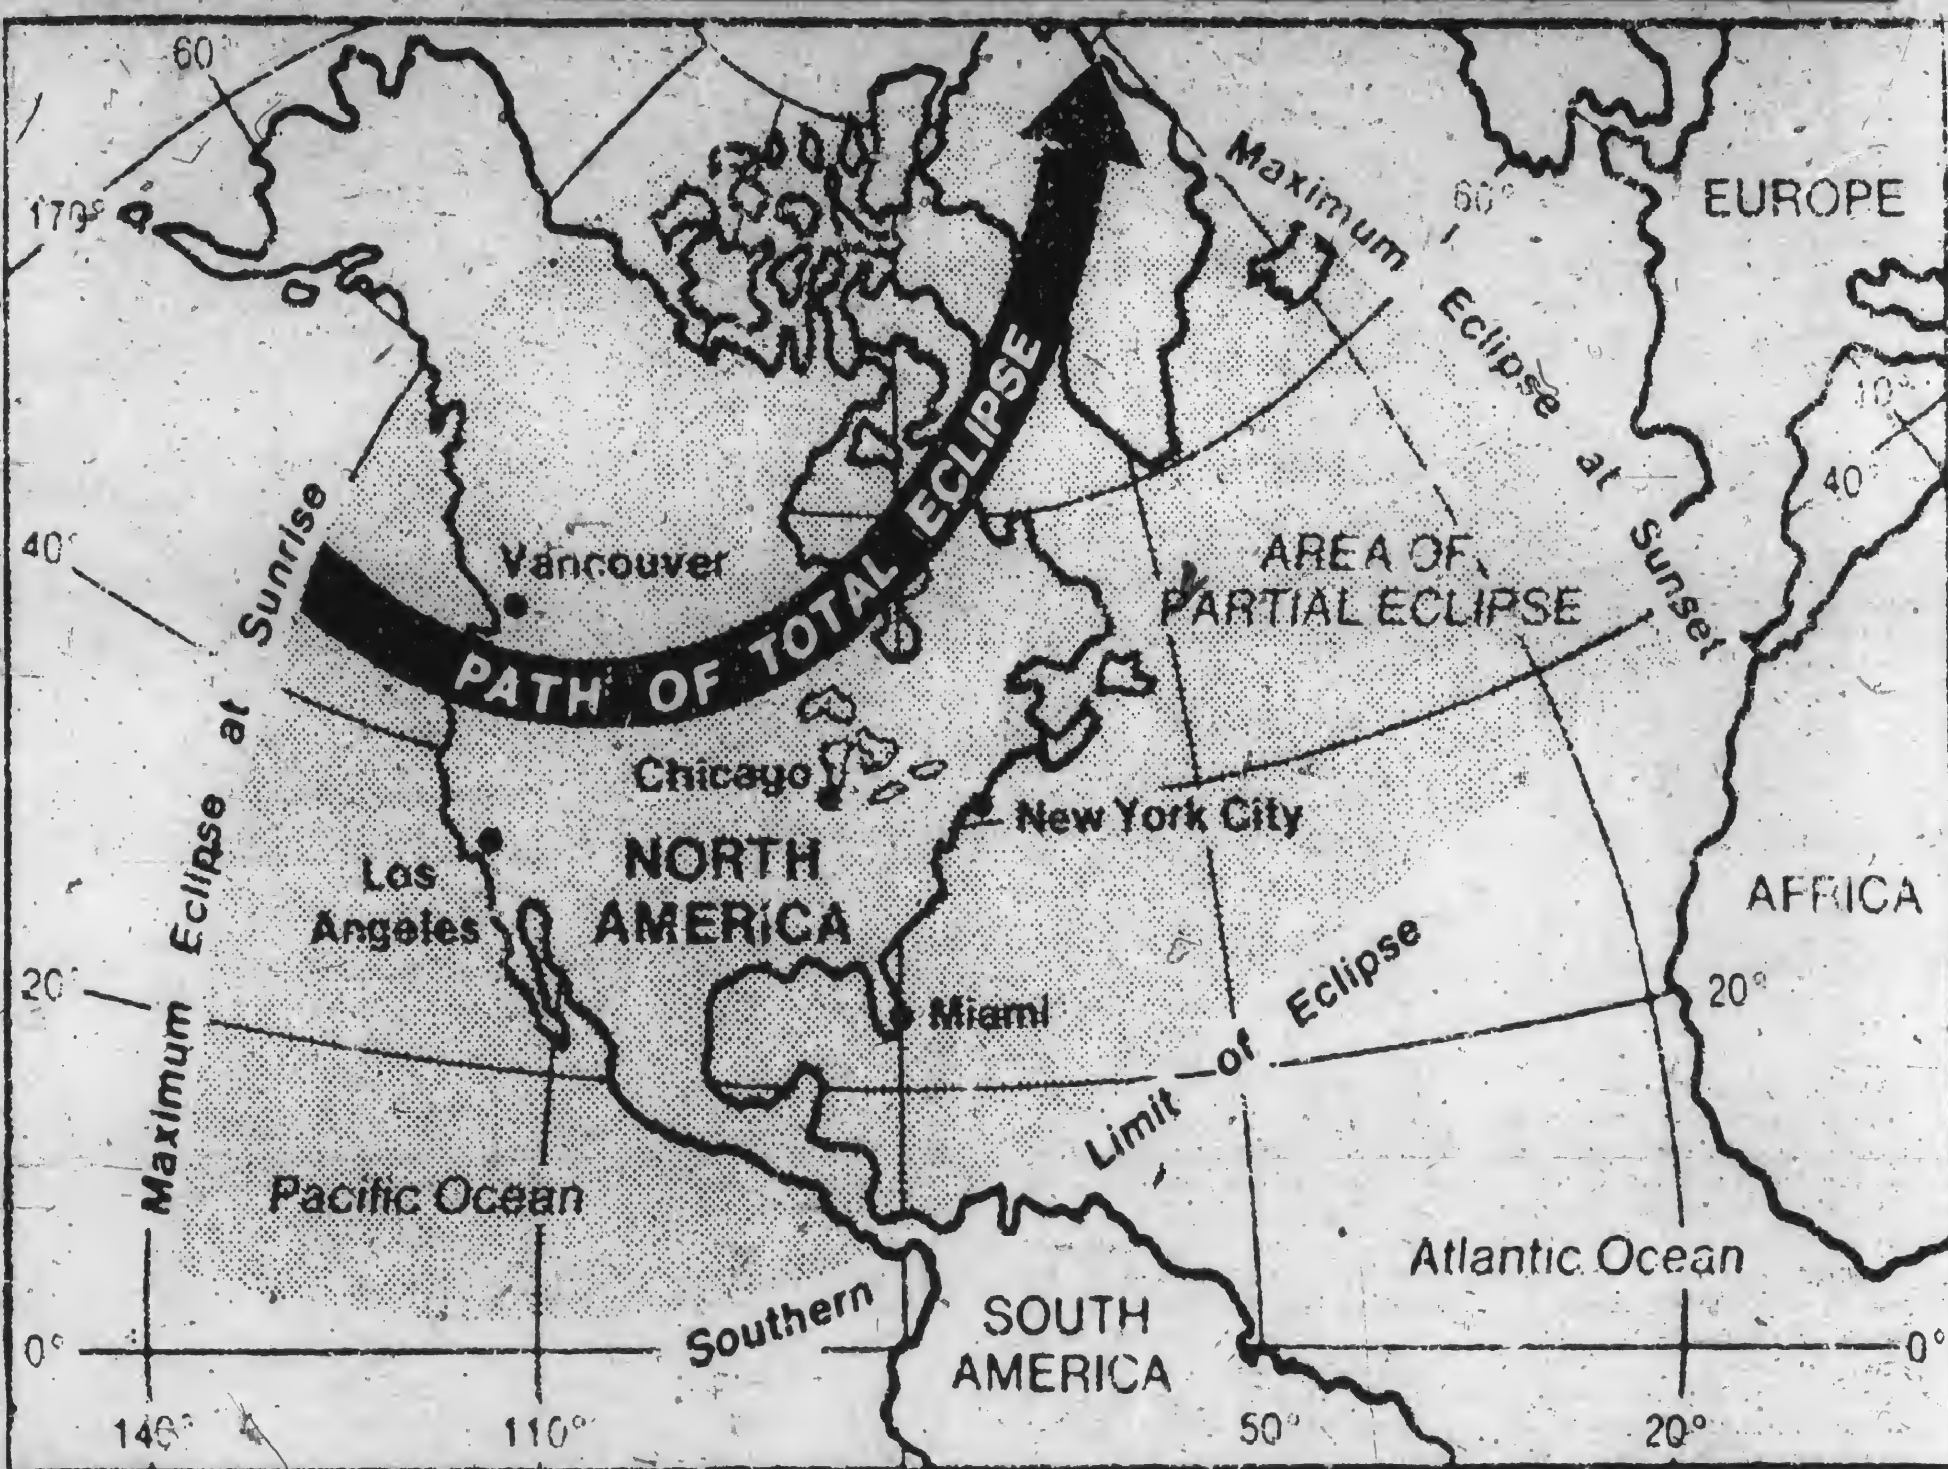 60°
170°
60°
EUROPE
Maximum Eclipse at Sunset
10°
40°
40°
Maximum Eclipse at Sunrise
Vancouver
AREA OF
PARTIAL ECLIPSE
PATH OF TOTAL ECLIPSE
Chicago
New York City
Los
Angeles
NORTH
AMERICA
AFRICA
20°
20°
Miami
Southern Limit of Eclipse
Pacific Ocean
Atlantic Ocean
SOUTH
AMERICA
0°
0°
140°
110°
50°
20°